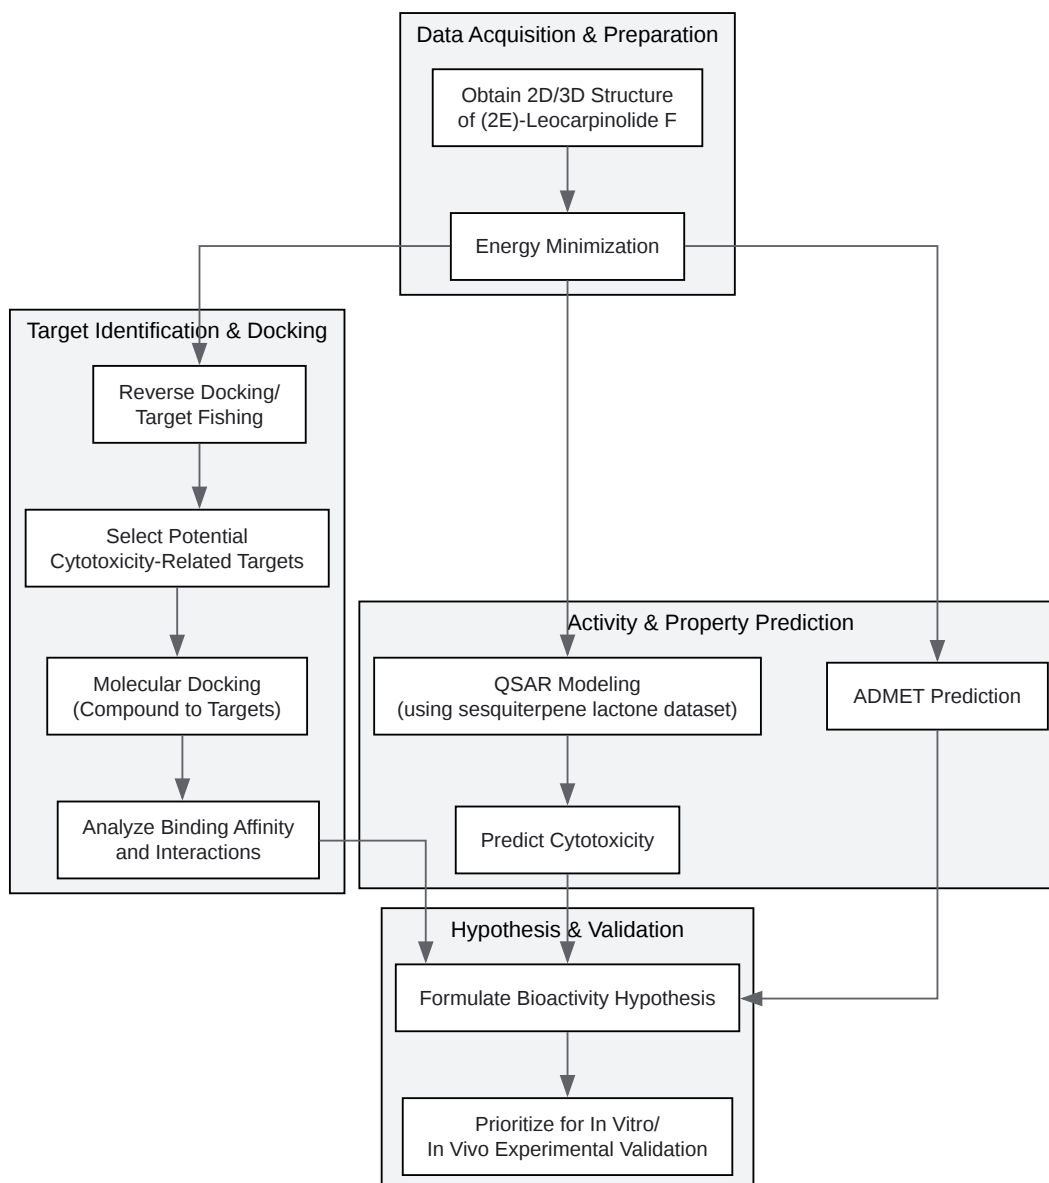 Data Acquisition & Preparation
Obtain 2D/3D Structure
of (2E)-Leocarpinolide F
Energy Minimization
Target Identification & Docking
Reverse Docking/
Target Fishing
Select Potential
Cytotoxicity-Related Targets
Molecular Docking
(Compound to Targets)
Analyze Binding Affinity
and Interactions
Activity & Property Prediction
QSAR Modeling
(using sesquiterpene lactone dataset)
ADMET Prediction
Predict Cytotoxicity
Hypothesis & Validation
Formulate Bioactivity Hypothesis
Prioritize for In Vitro/
In Vivo Experimental Validation